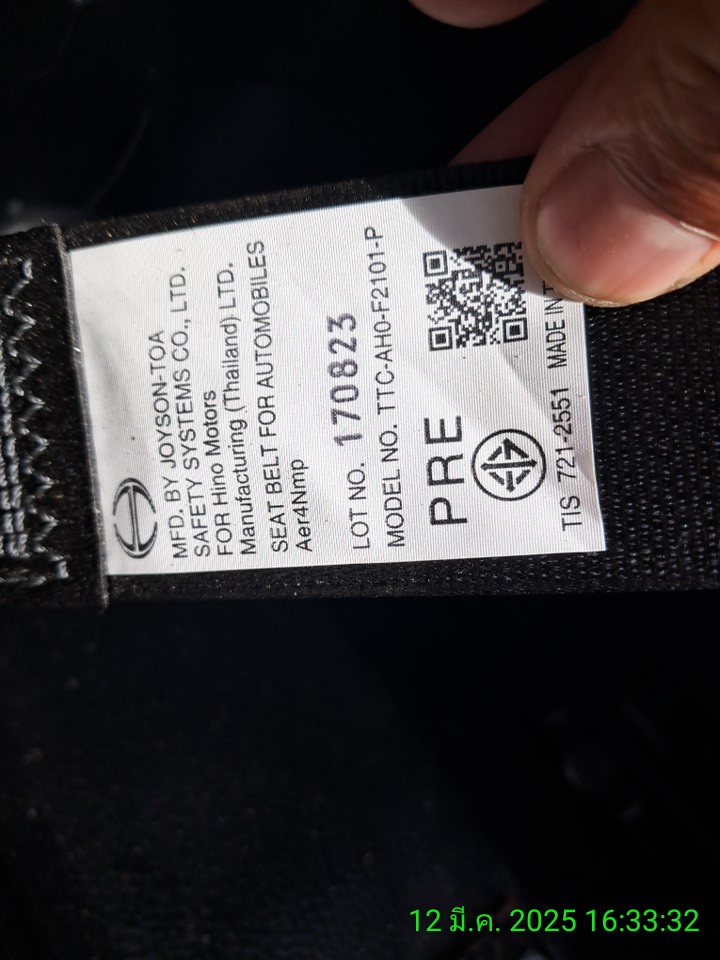 MFD. BY JOYSON-TOA
SAFETY SYSTEMS CO., LTD.
FOR Hino Motors
Manufacturing (Thailand) LTD.
SEAT BELT FOR AUTOMOBILES
Aer4Nmp
LOT NO. 170823
MODEL NO. TTC-AH0-F2101-P
PRE
TIS 721-2551 MADE IN
12 มี.ค. 2025 16:33:32